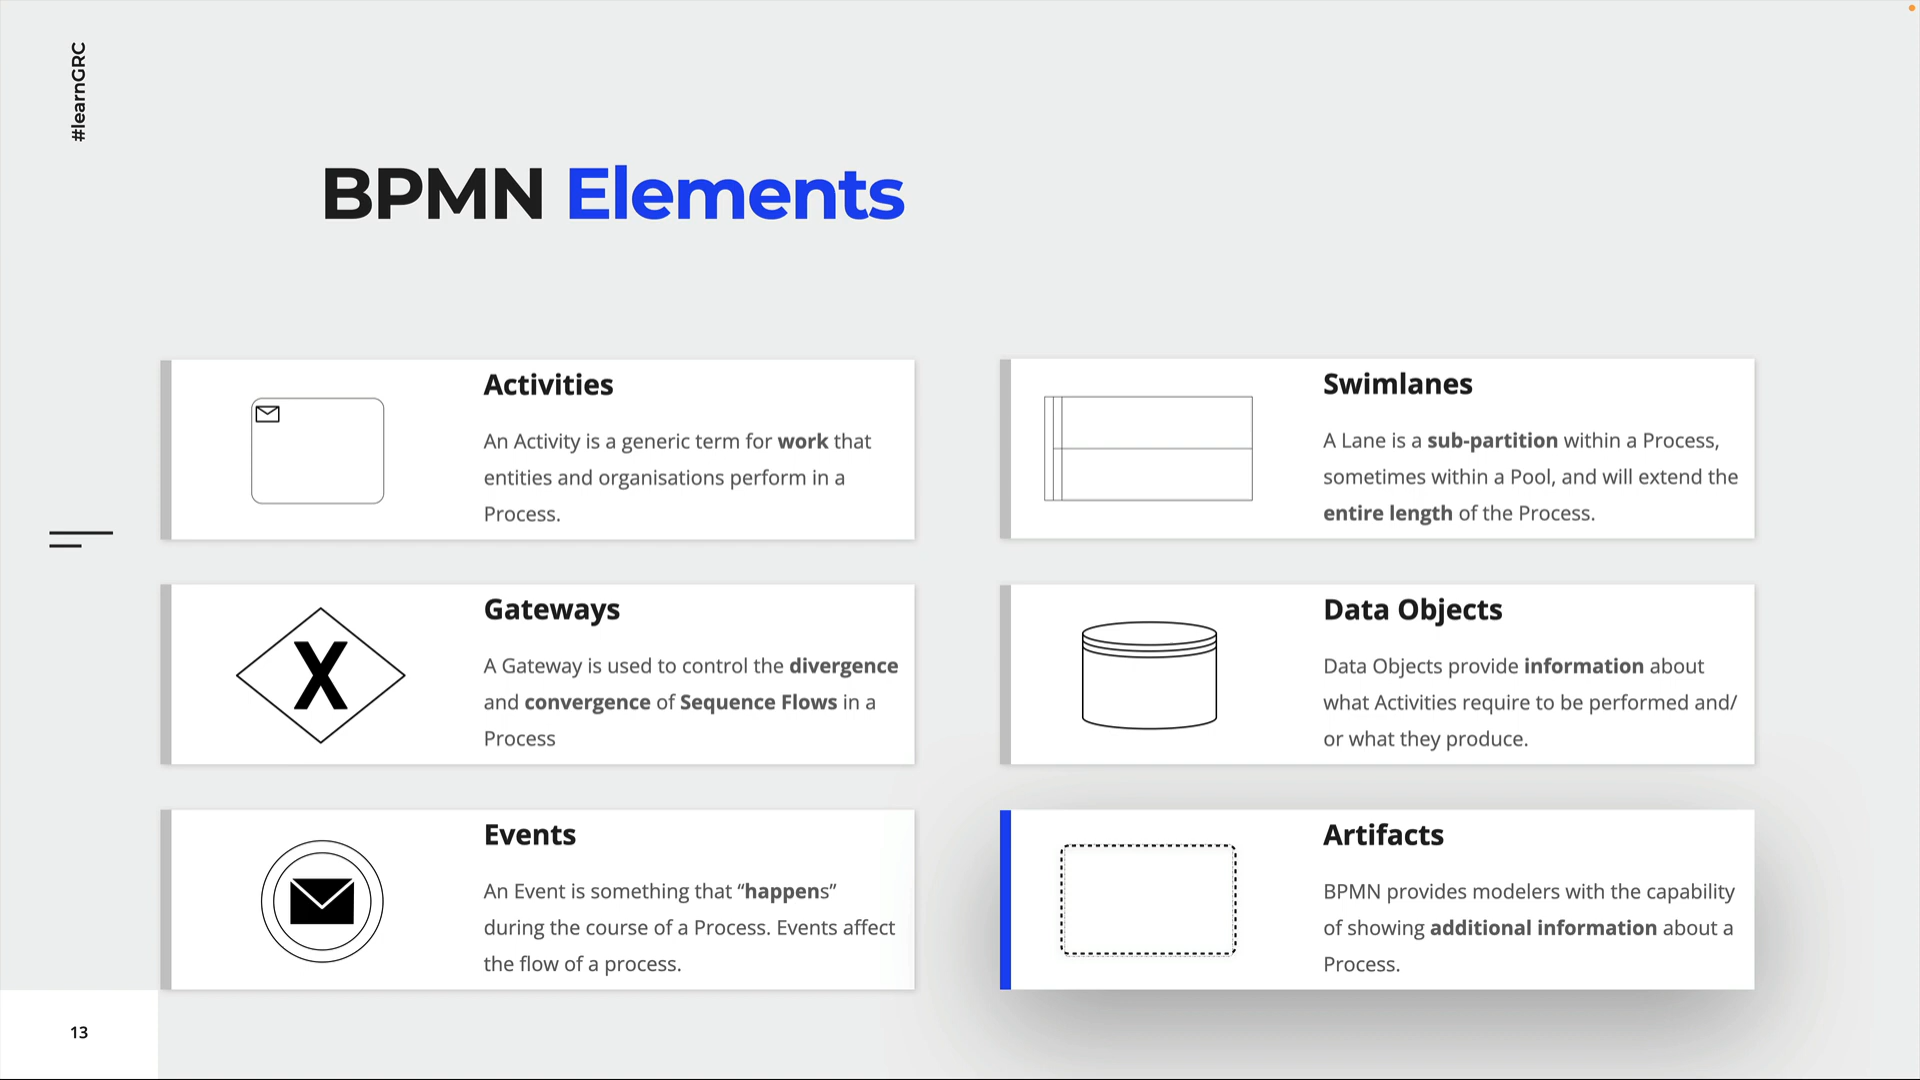 #learnGRC
BPMN Elements
Activities
An Activity is a generic term for work that
entities and organisations perform in a
Process.
Swimlanes
A Lane is a sub-partition within a Process,
sometimes within a Pool, and will extend the
entire length of the Process.
Gateways
A Gateway is used to control the divergence
and convergence of Sequence Flows in a
Process
Data Objects
Data Objects provide information about
what Activities require to be performed and/
or what they produce.
Events
An Event is something that “happens”
during the course of a Process. Events affect
the flow of a process.
Artifacts
BPMN provides modelers with the capability
of showing additional information about a
Process.
13